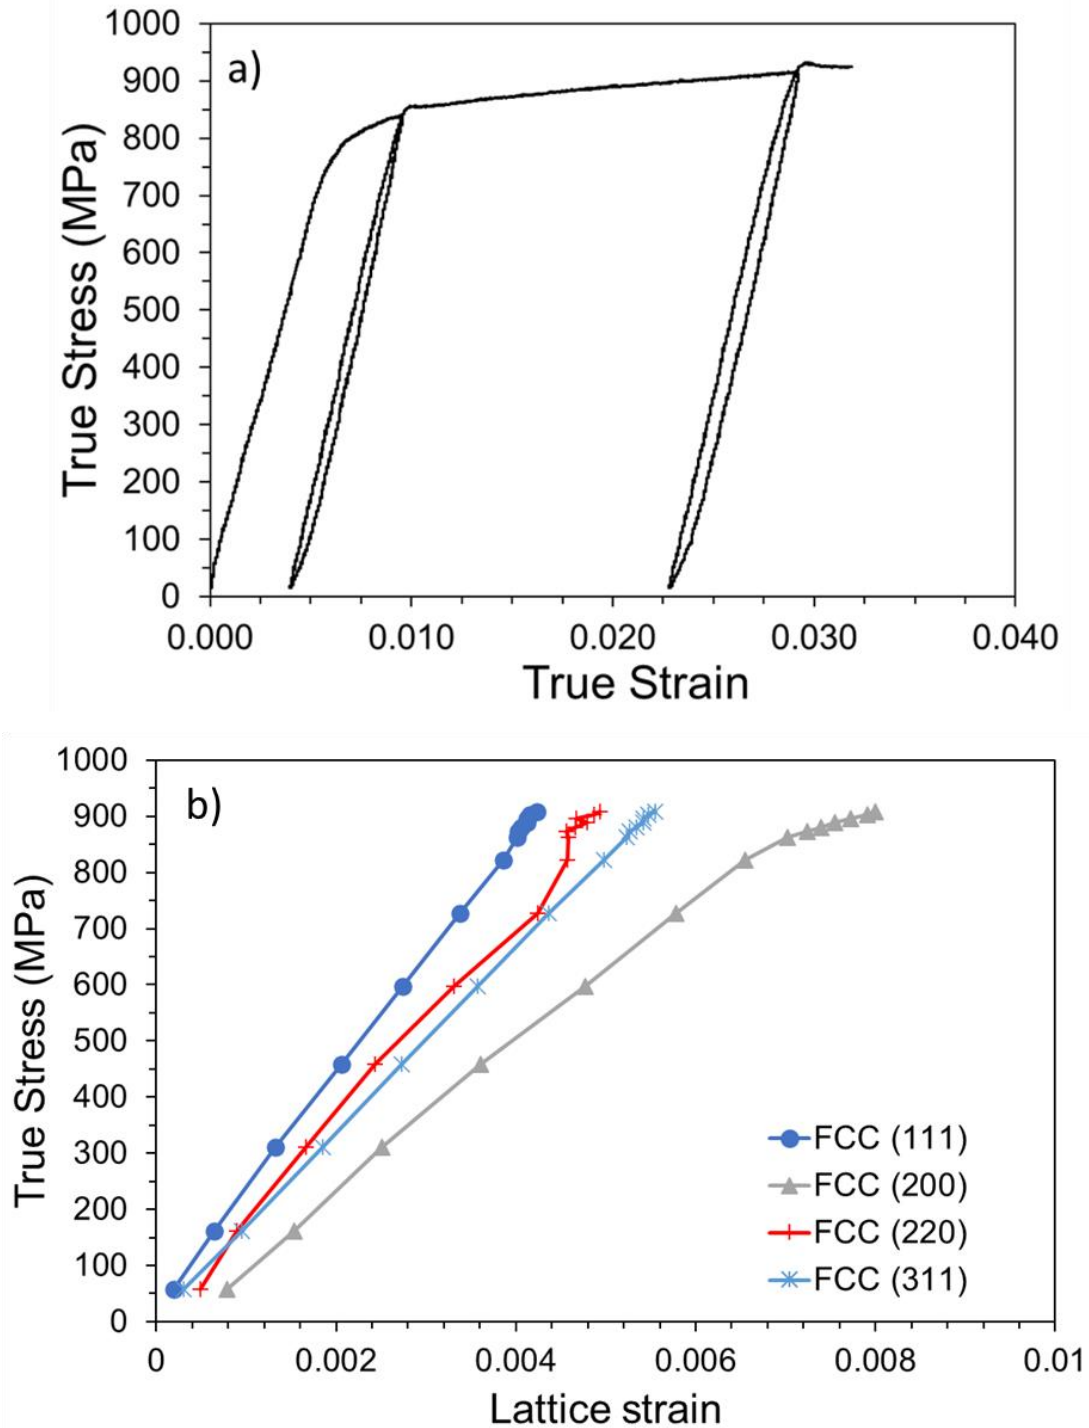 a)
True Stress (MPa)
1000
900
800
700
600
500
400
300
200
100
0
0.000 0.010 0.020 0.030 0.040
True Strain
b)
True Stress (MPa)
1000
900
800
700
600
500
400
300
200
100
0
FCC (111)
FCC (200)
FCC (220)
FCC (311)
0 0.002 0.004 0.006 0.008 0.01
Lattice strain